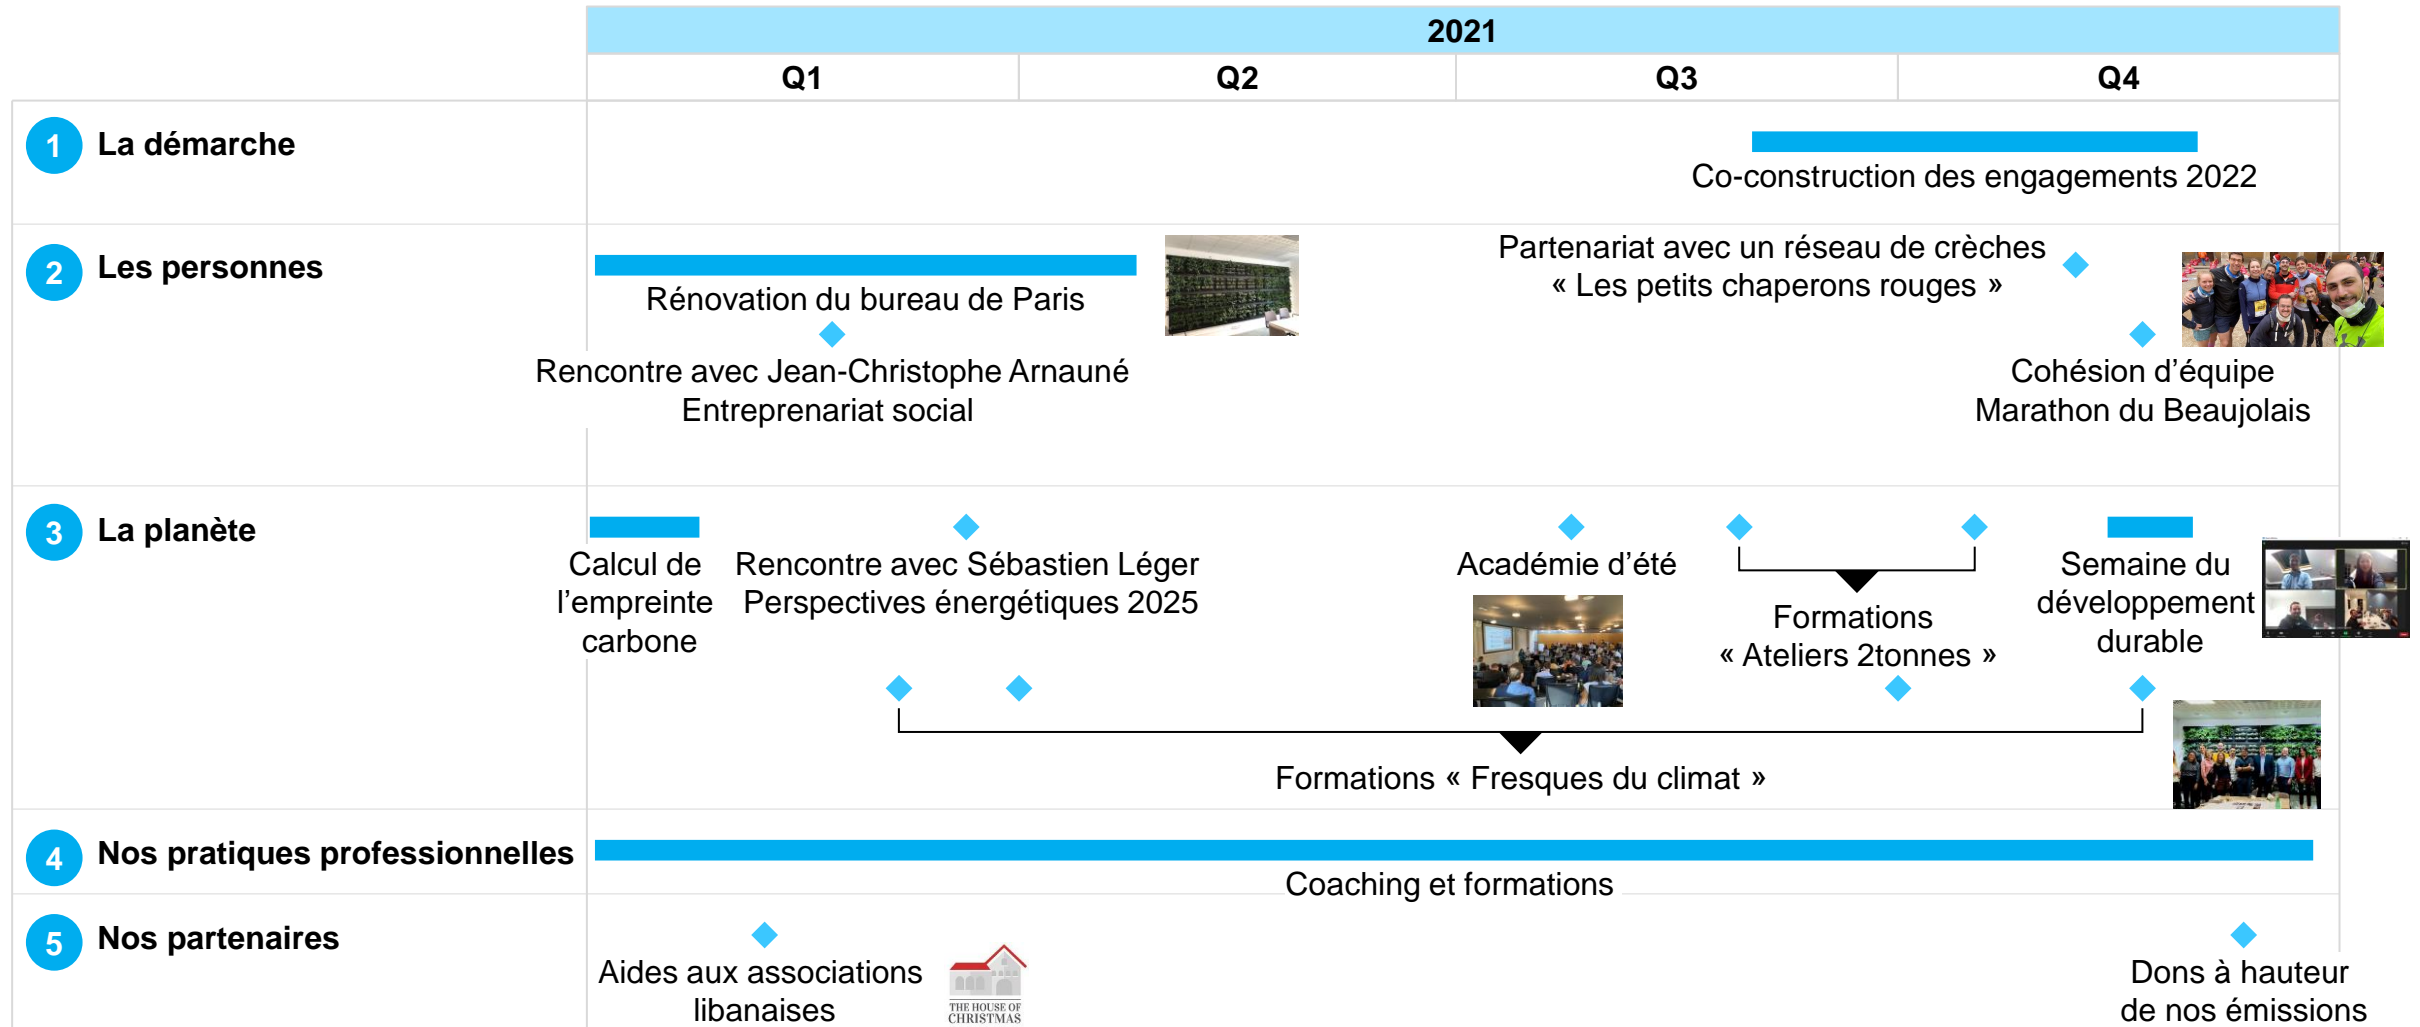 2021
Q1
Q2
Q3
Q4
1 La démarche
Co-construction des engagements 2022
2 Les personnes
Rénovation du bureau de Paris
Rencontre avec Jean-Christophe Arnauné
Entreprenariat social
Partenariat avec un réseau de crèches
« Les petits chaperons rouges »
Cohésion d’équipe
Marathon du Beaujolais
3 La planète
Calcul de
l’empreinte
carbone
Rencontre avec Sébastien Léger
Perspectives énergétiques 2025
Académie d’été
Formations
« Ateliers 2tonnes »
Semaine du
développement
durable
Formations « Fresques du climat »
4 Nos pratiques professionnelles
Coaching et formations
5 Nos partenaires
Aides aux associations
libanaises
THE HOUSE OF
CHRISTMAS
Dons à hauteur
de nos émissions